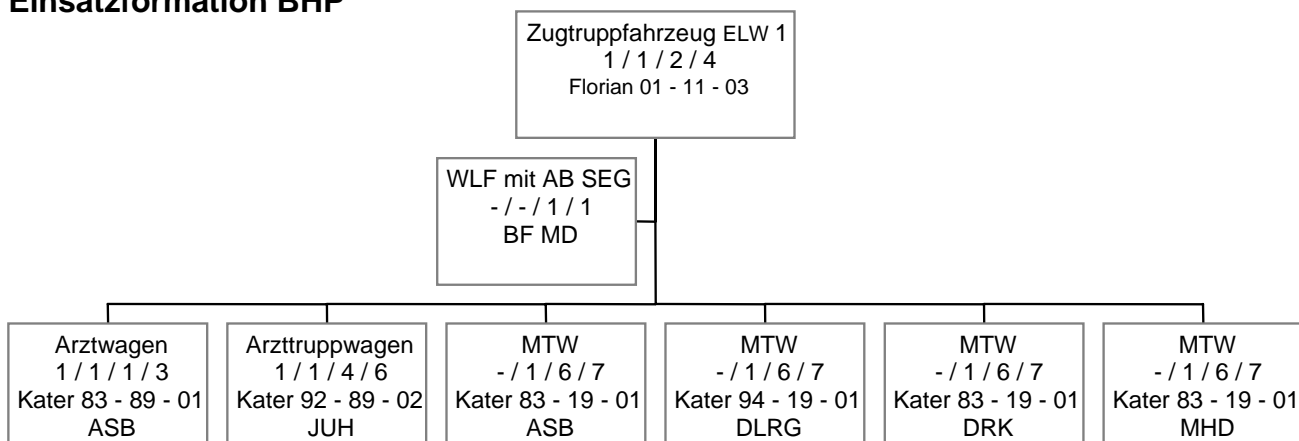 Einsatzformation BHP
Zugtruppfahrzeug ELW 1
1 / 1 / 2 / 4
Florian 01 - 11 - 03
WLF mit AB SEG
- / - / 1 / 1
BF MD
Arztwagen
1 / 1 / 1 / 3
Kater 83 - 89 - 01
ASB
Arzttruppwagen
1 / 1 / 4 / 6
Kater 92 - 89 - 02
JUH
MTW
- / 1 / 6 / 7
Kater 83 - 19 - 01
ASB
MTW
- / 1 / 6 / 7
Kater 94 - 19 - 01
DLRG
MTW
- / 1 / 6 / 7
Kater 83 - 19 - 01
DRK
MTW
- / 1 / 6 / 7
Kater 83 - 19 - 01
MHD